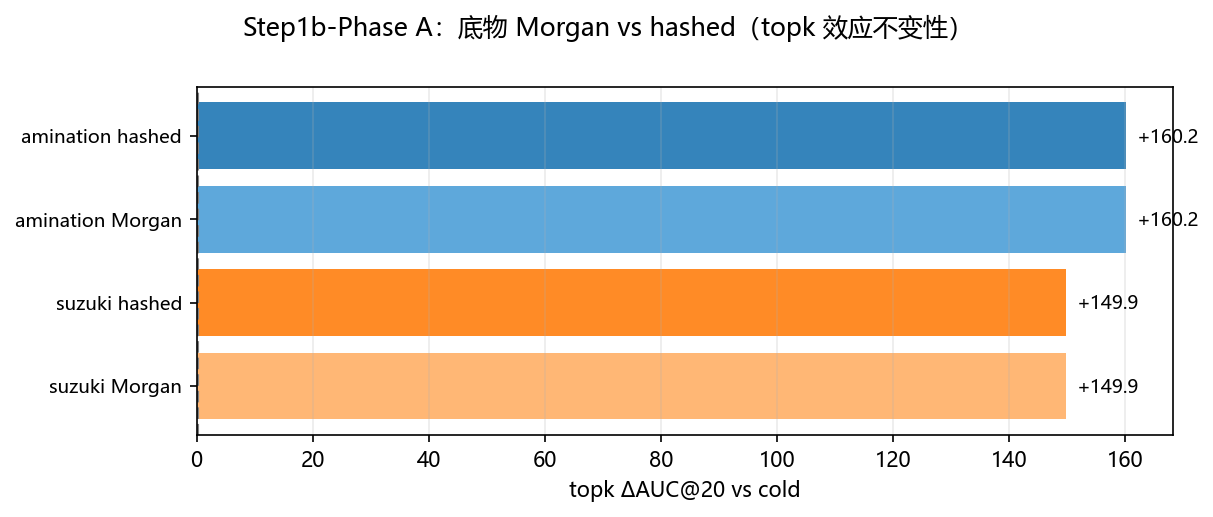 Step1b-Phase A：底物 Morgan vs hashed（topk 效应不变性）
amination hashed
+160.2
amination Morgan
+160.2
suzuki hashed
+149.9
suzuki Morgan
+149.9
0 20 40 60 80 100 120 140 160
topk ΔAUC@20 vs cold